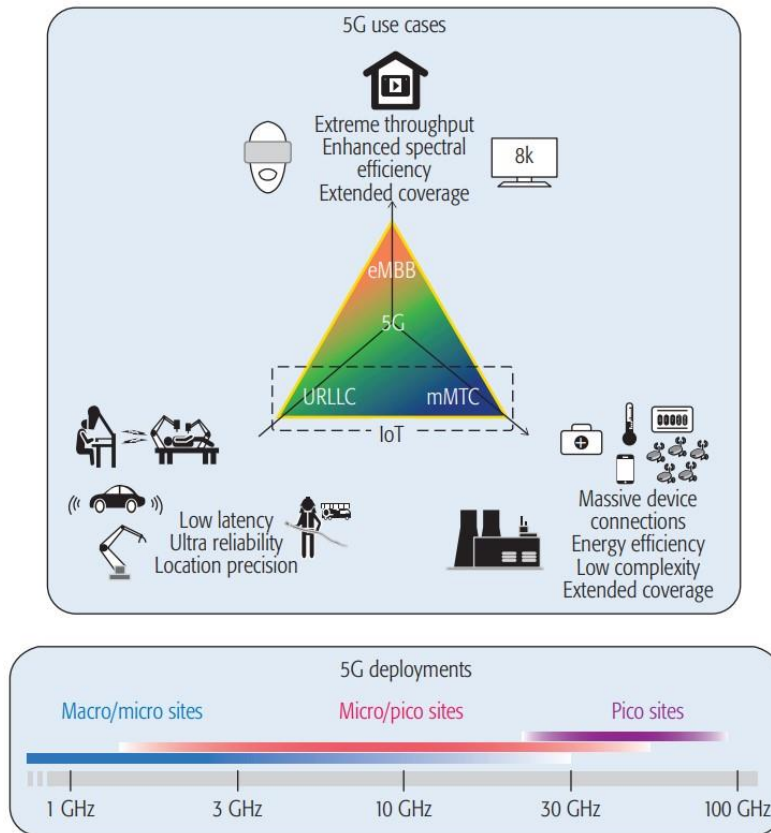 5G use cases
Extreme throughput
Enhanced spectral
efficiency
Extended coverage
8k
eMBB
5G
URLLC
mMTC
IoT
Low latency
Ultra reliability
Location precision
Massive device
connections
Energy efficiency
Low complexity
Extended coverage
5G deployments
Macro/micro sites
Micro/pico sites
Pico sites
1 GHz
3 GHz
10 GHz
30 GHz
100 GHz